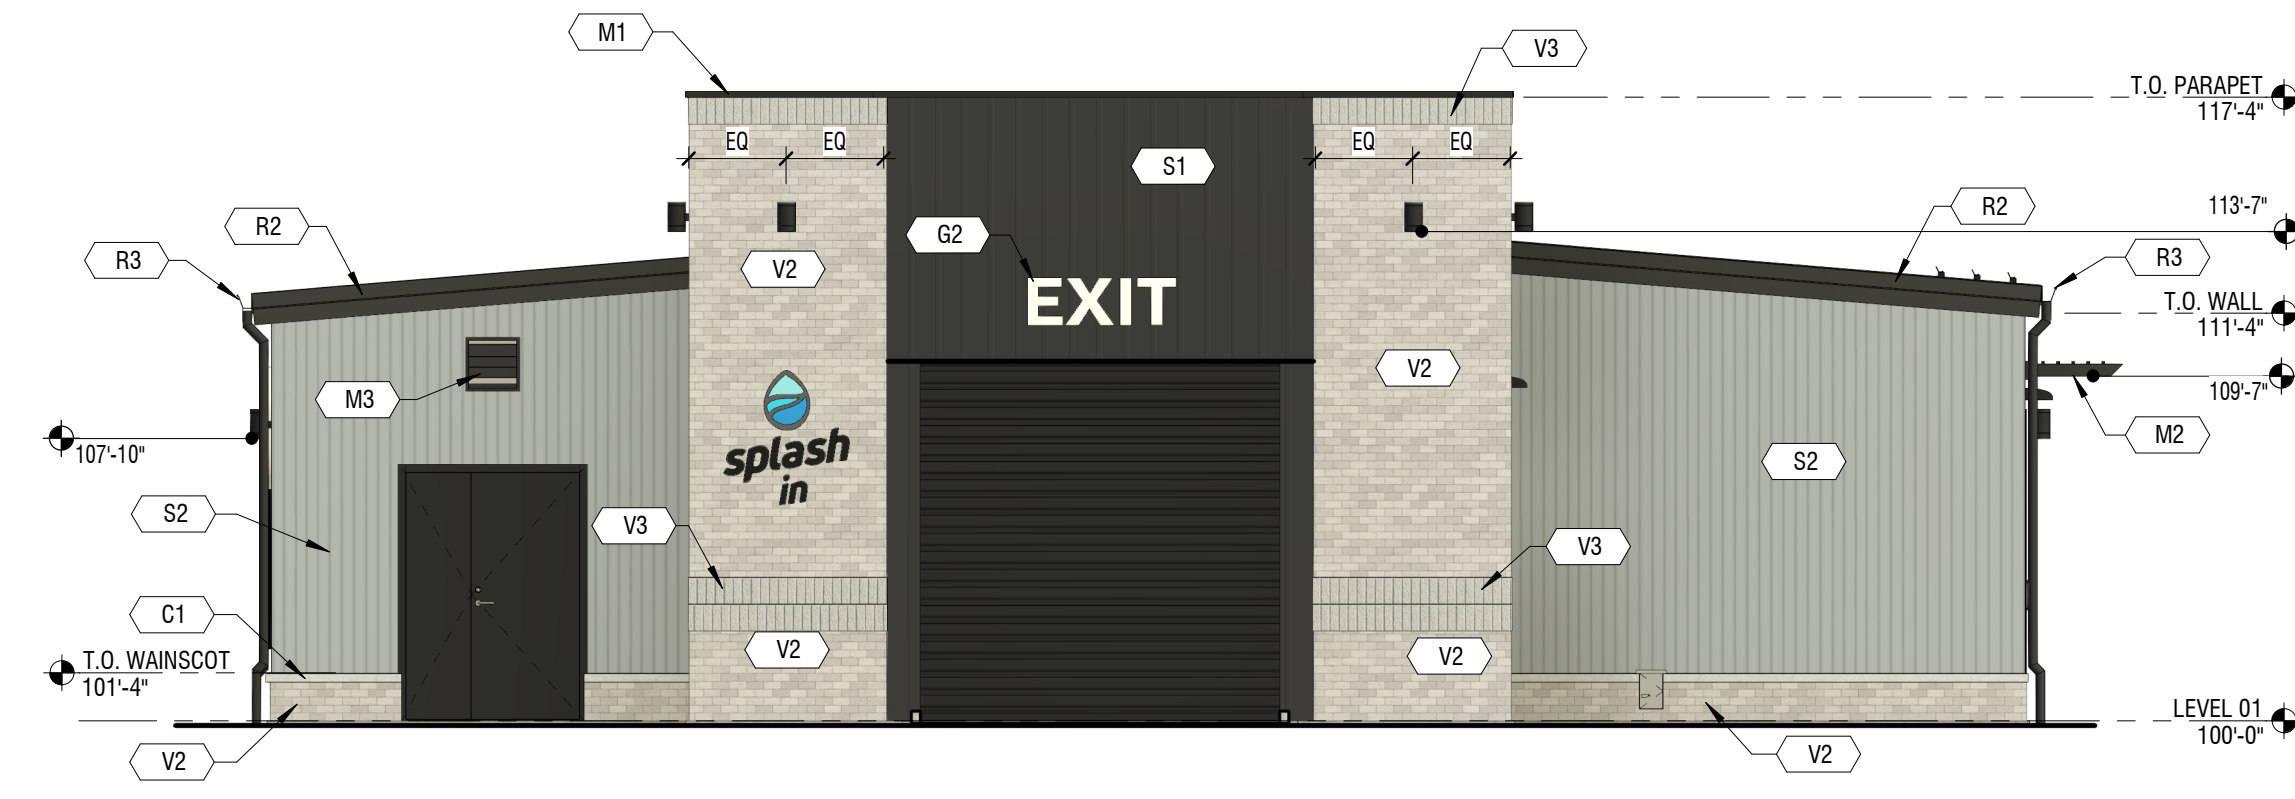 M1
V3
T.O. PARAPET
117'-4"
EQ
EQ
EQ
EQ
S1
R2
R2
113'-7"
G2
R3
V2
R3
EXIT
T.O. WALL
111'-4"
V2
M3
109'-7"
splash
in
107'-10"
M2
S2
S2
V3
V3
C1
V2
V2
T.O. WAINSCOT
101'-4"
LEVEL 01
100'-0"
V2
V2